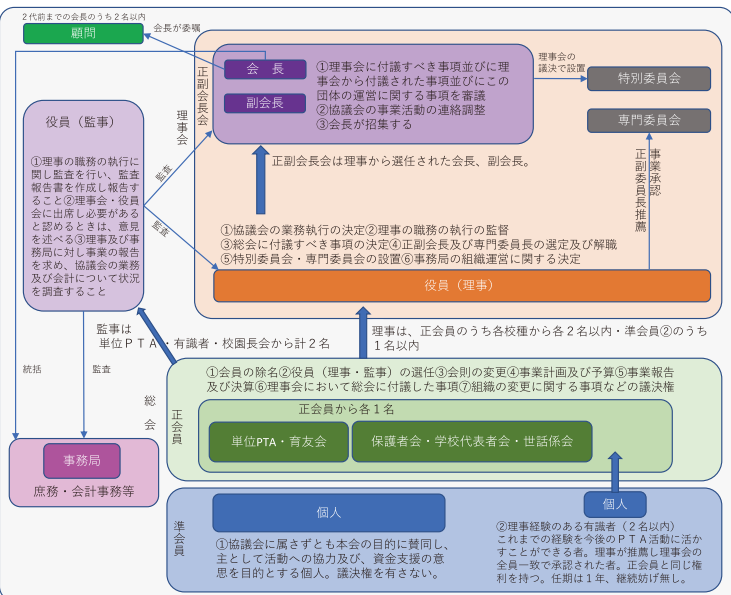 ２代前までの会長のうち２名以内
顧問
会長が委嘱
正副会長会
会　長
副会長
①理事会に付議すべき事項並びに理
事会から付議された事項並びにこの
団体の運営に関する事項を審議
②協議会の事業活動の連絡調整
③会長が招集する
理事会の
議決で設置
特別委員会
専門委員会
理事会
役員（監事）
①理事の職務の執行に
関し監査を行い、監査
報告書を作成し報告す
ること②理事会・役員
会に出席し必要がある
と認めるときは、意見
を述べる③理事及び事
務局に対し事業の報告
を求め、協議会の業務
及び会計について状況
を調査すること
監査
監査
正副会長会は理事から選任された会長、副会長。
事業承認
正副委員長推薦
①協議会の業務執行の決定②理事の職務の執行の監督
③総会に付議すべき事項の決定④正副会長及び専門委員長の選定及び解職
⑤特別委員会・専門委員会の設置⑥事務局の組織運営に関する決定
役員（理事）
監事は
単位ＰＴＡ・有識者・校園長会から計２名
理事は、正会員のうち各校種から各２名以内・準会員②のうち
１名以内
統括
監査
総会
正会員
①会員の除名②役員（理事・監事）の選任③会則の変更④事業計画及び予算⑤事業報告
及び決算⑥理事会において総会に付議した事項⑦組織の変更に関する事項などの議決権
正会員から各１名
単位PTA・育友会
保護者会・学校代表者会・世話係会
事務局
庶務・会計事務等
準会員
個人
①協議会に属さずとも本会の目的に賛同し、
主として活動への協力及び、資金支援の意
思を目的とする個人。議決権を有さない。
個人
②理事経験のある有識者（２名以内）
これまでの経験を今後のＰＴＡ活動に活か
すことができる者。理事が推薦し理事会の
全員一致で承認された者。正会員と同じ権
利を持つ。任期は１年、継続妨げ無し。